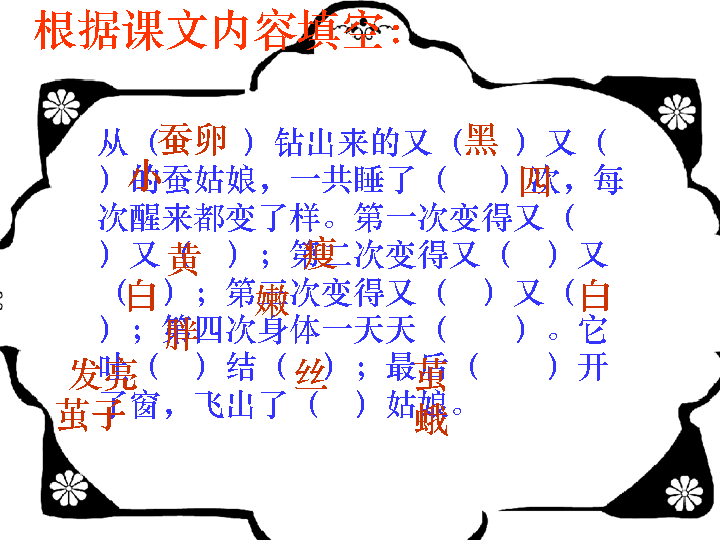 根据课文内容填空：
从（蚕卵）钻出来的又（黑）又（
小）的蚕姑娘，一共睡了（　）四次，每
次醒来都变了样。第一次变得又（
）又（黄）；瘦第二次变得又（　）又
（白）；第三嫩次变得又（　）又（白
）；胖第四次身体一天天（　）。它
发亮吐（　）结（丝）；最后茧（　）开
茧子了窗，飞出了（　）姑娘。蛾